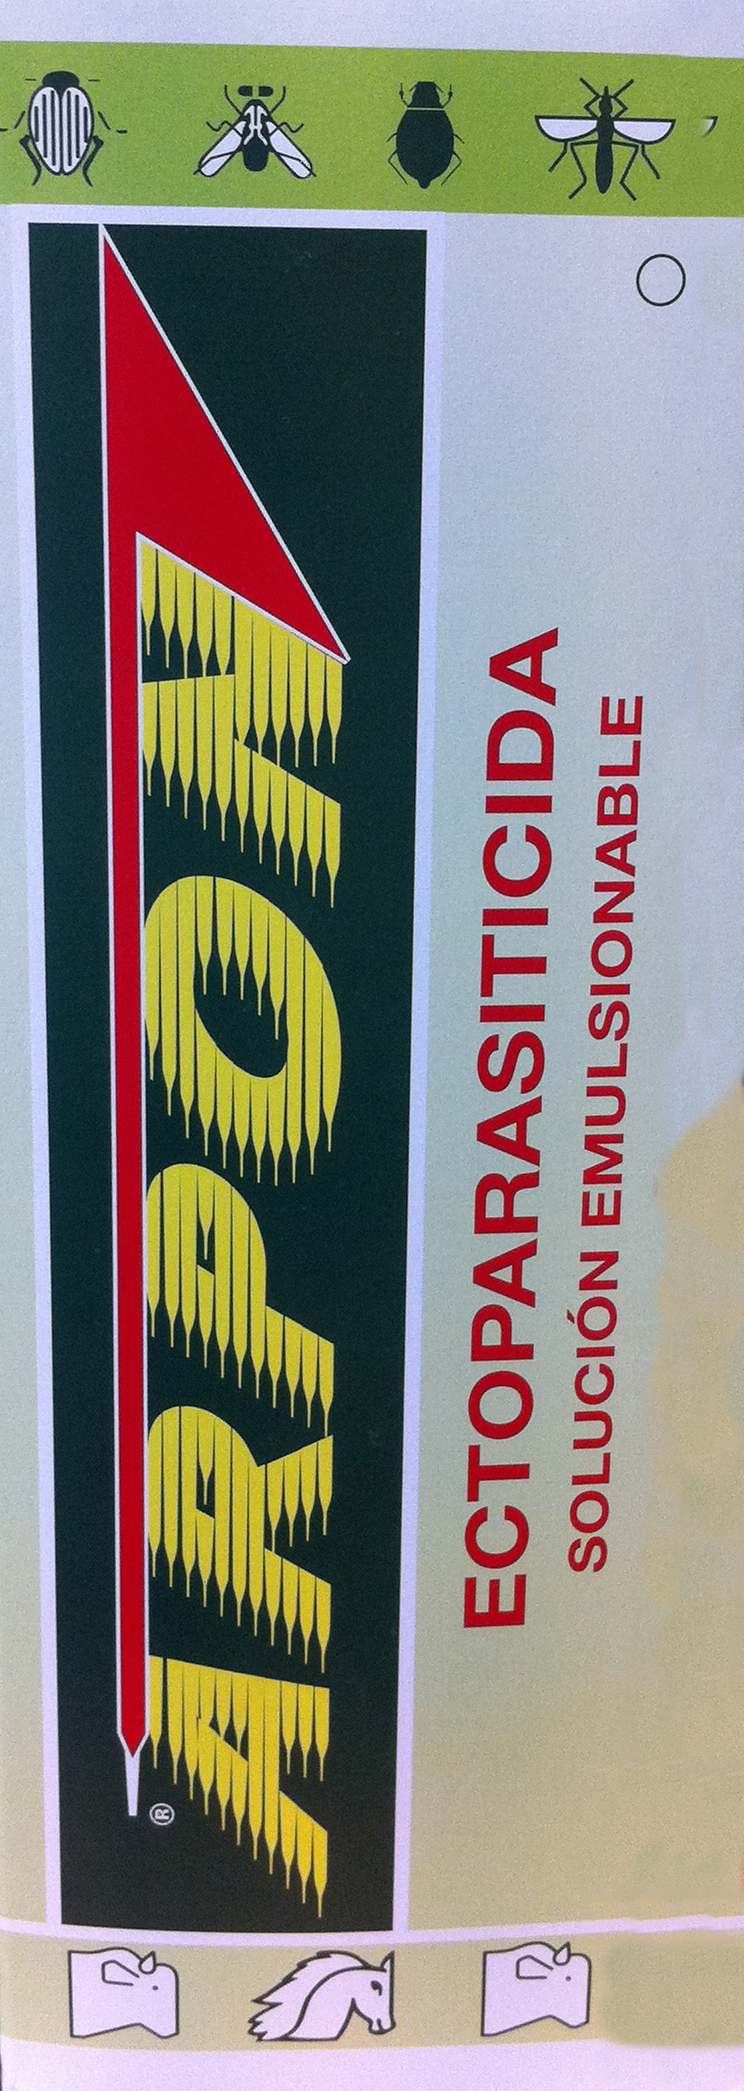 ARPON®
ECTOPARASITICIDA
SOLUCIÓN EMULSIONABLE